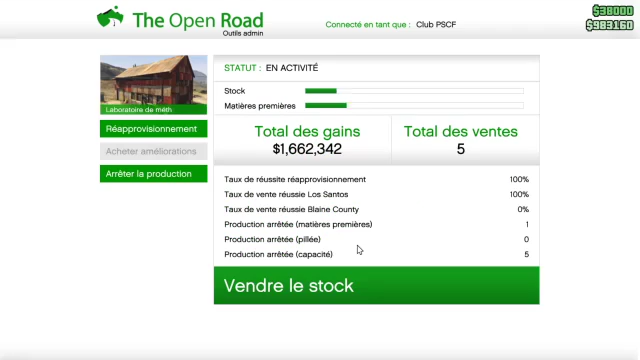 The Open Road
Outils admin
Connecté en tant que : Club PSCF
$38000
$983160
Laboratoire de méth
Réapprovisionnement
Acheter améliorations
Arrêter la production
STATUT : EN ACTIVITÉ
Stock
Matières premières
Total des gains
$1,662,342
Total des ventes
5
Taux de réussite réapprovisionnement 100%
Taux de vente réussie Los Santos 100%
Taux de vente réussie Blaine County 0%
Production arrêtée (matières premières) 1
Production arrêtée (pillée) 0
Production arrêtée (capacité) 5
Vendre le stock